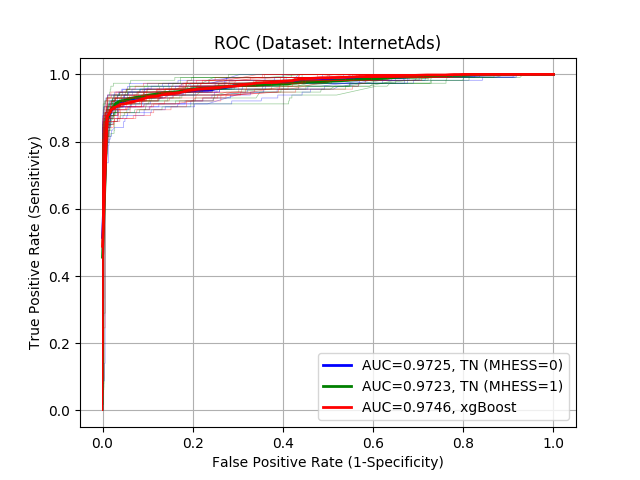 ROC (Dataset: InternetAds)
True Positive Rate (Sensitivity)
1.0
0.8
0.6
0.4
0.2
0.0
AUC=0.9725, TN (MHESS=0)
AUC=0.9723, TN (MHESS=1)
AUC=0.9746, xgBoost
0.0 0.2 0.4 0.6 0.8 1.0
False Positive Rate (1-Specificity)